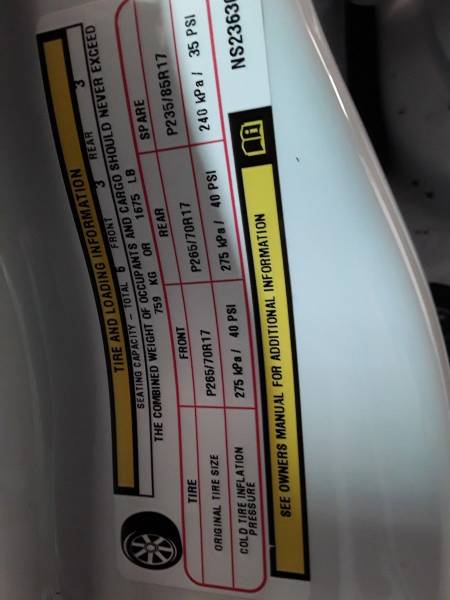 TIRE AND LOADING INFORMATION
SEATING CAPACITY - TOTAL 6 FRONT 3 REAR 3
THE COMBINED WEIGHT OF OCCUPANTS AND CARGO SHOULD NEVER EXCEED
759 KG OR 1675 LB
TIRE FRONT REAR SPARE
ORIGINAL TIRE SIZE P265/70R17 P265/70R17 P235/85R17
COLD TIRE INFLATION PRESSURE 275 kPa / 40 PSI 275 kPa / 40 PSI 240 kPa / 35 PSI
SEE OWNERS MANUAL FOR ADDITIONAL INFORMATION